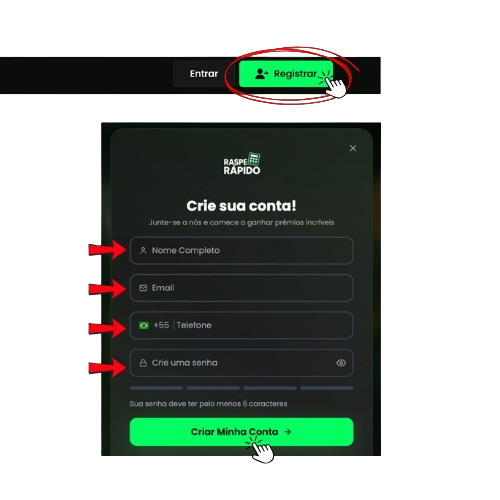 Entrar
Registrar
RASPE
RÁPIDO
Crie sua conta!
Junte-se a nós e comece a ganhar prêmios incríveis
Nome Completo
Email
+55 Telefone
Crie uma senha
Sua senha deve ter pelo menos 6 caracteres
Criar Minha Conta →